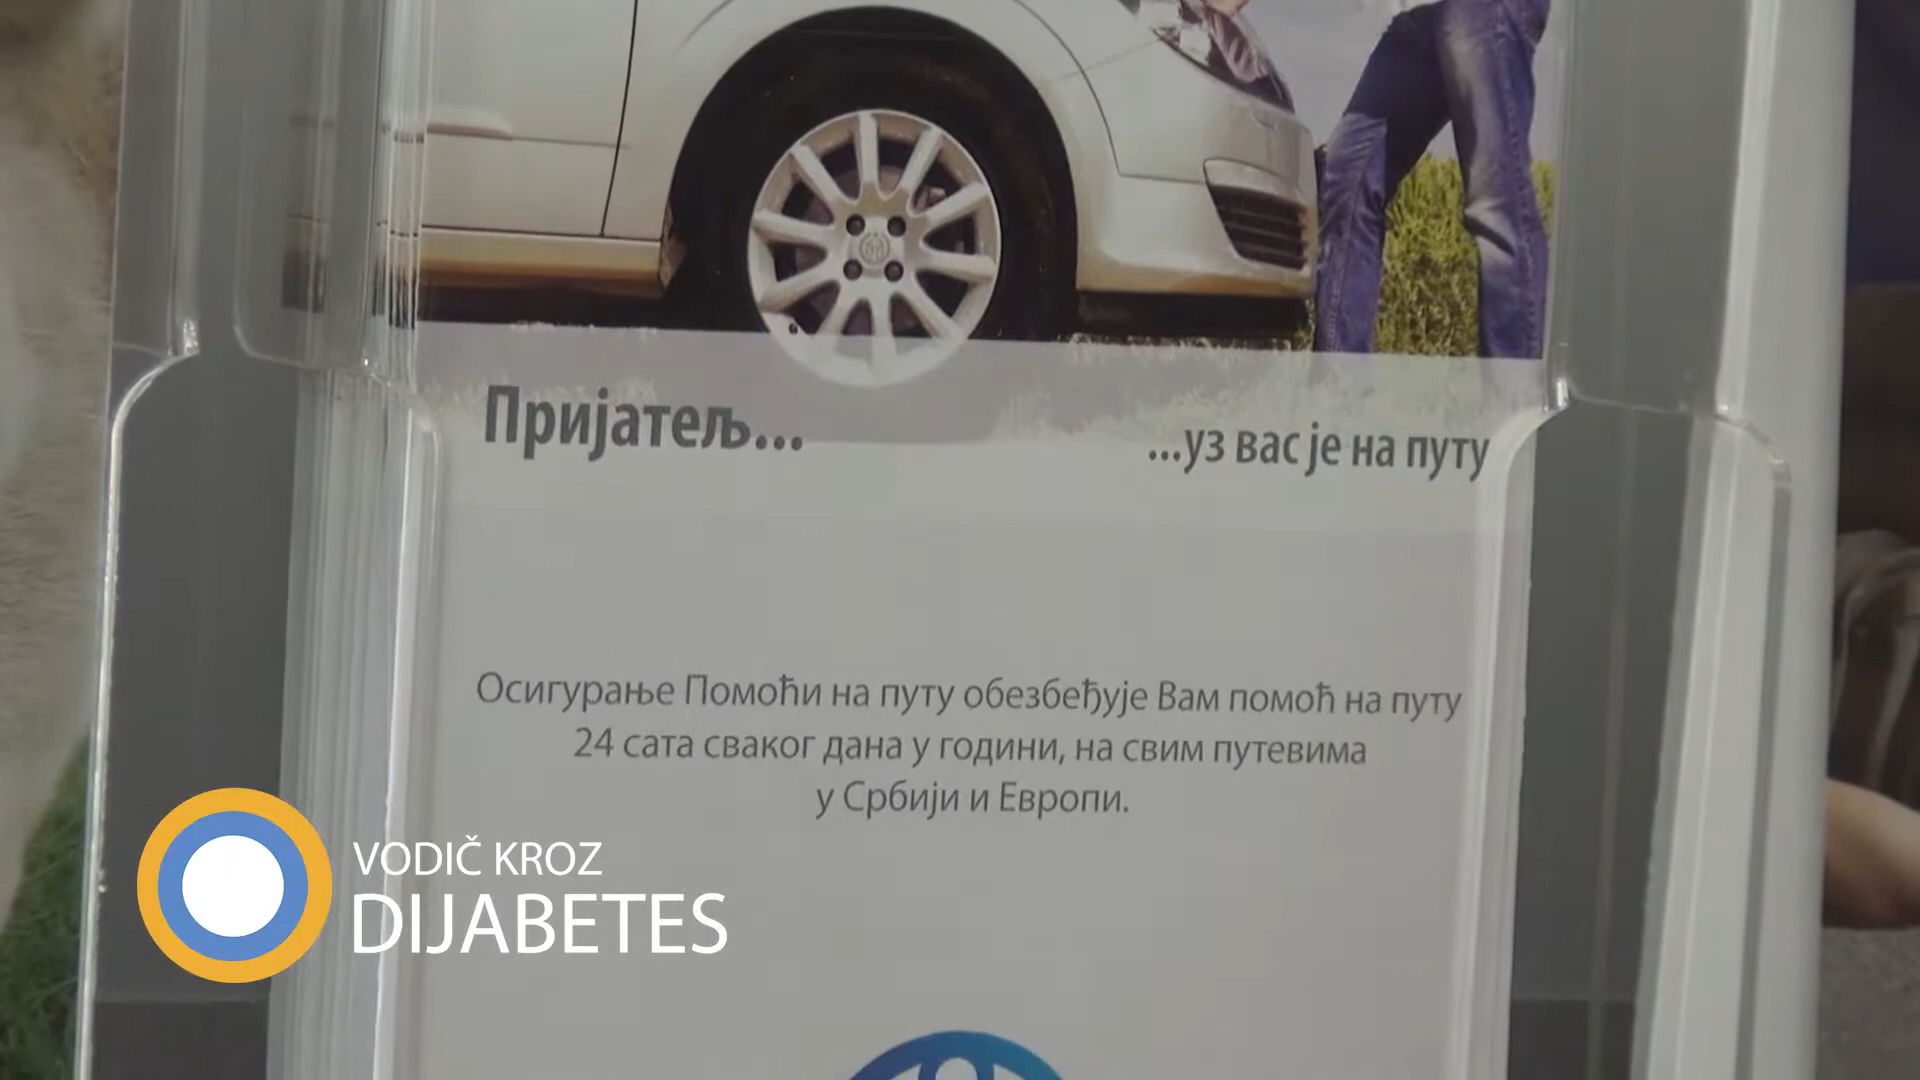 Пријатељ...
...уз вас је на путу
Осигурање Помоћи на путу обезбеђује Вам помоћ на путу
24 сата сваког дана у години, на свим путевима
у Србији и Европи.
VODIČ KROZ
DIJABETES